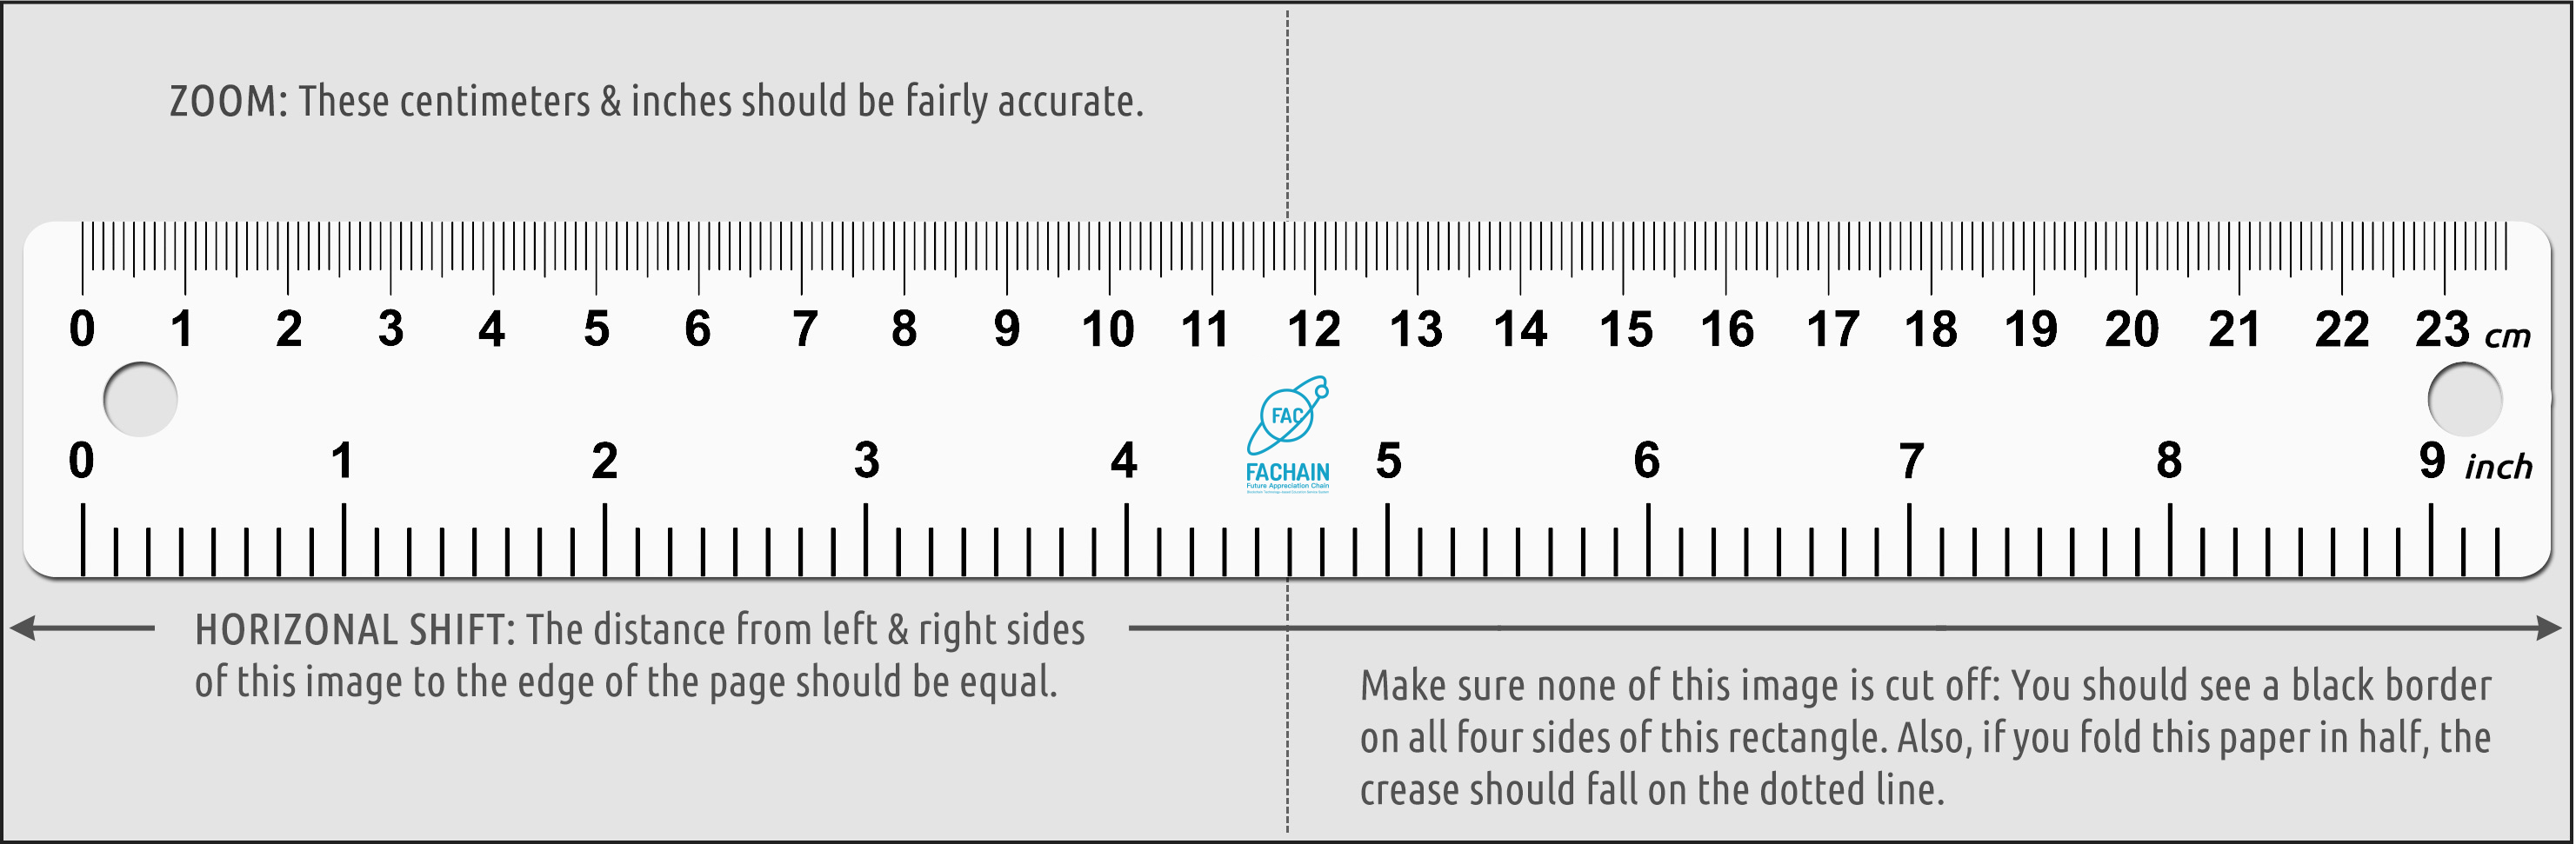 ZOOM: These centimeters & inches should be fairly accurate.
0 1 2 3 4 5 6 7 8 9 10 11 12 13 14 15 16 17 18 19 20 21 22 23 cm
FAC
FACHAIN
Future Appreciation Chain
0 1 2 3 4 5 6 7 8 9 inch
HORIZONAL SHIFT: The distance from left & right sides
of this image to the edge of the page should be equal.
Make sure none of this image is cut off: You should see a black border
on all four sides of this rectangle. Also, if you fold this paper in half, the
crease should fall on the dotted line.